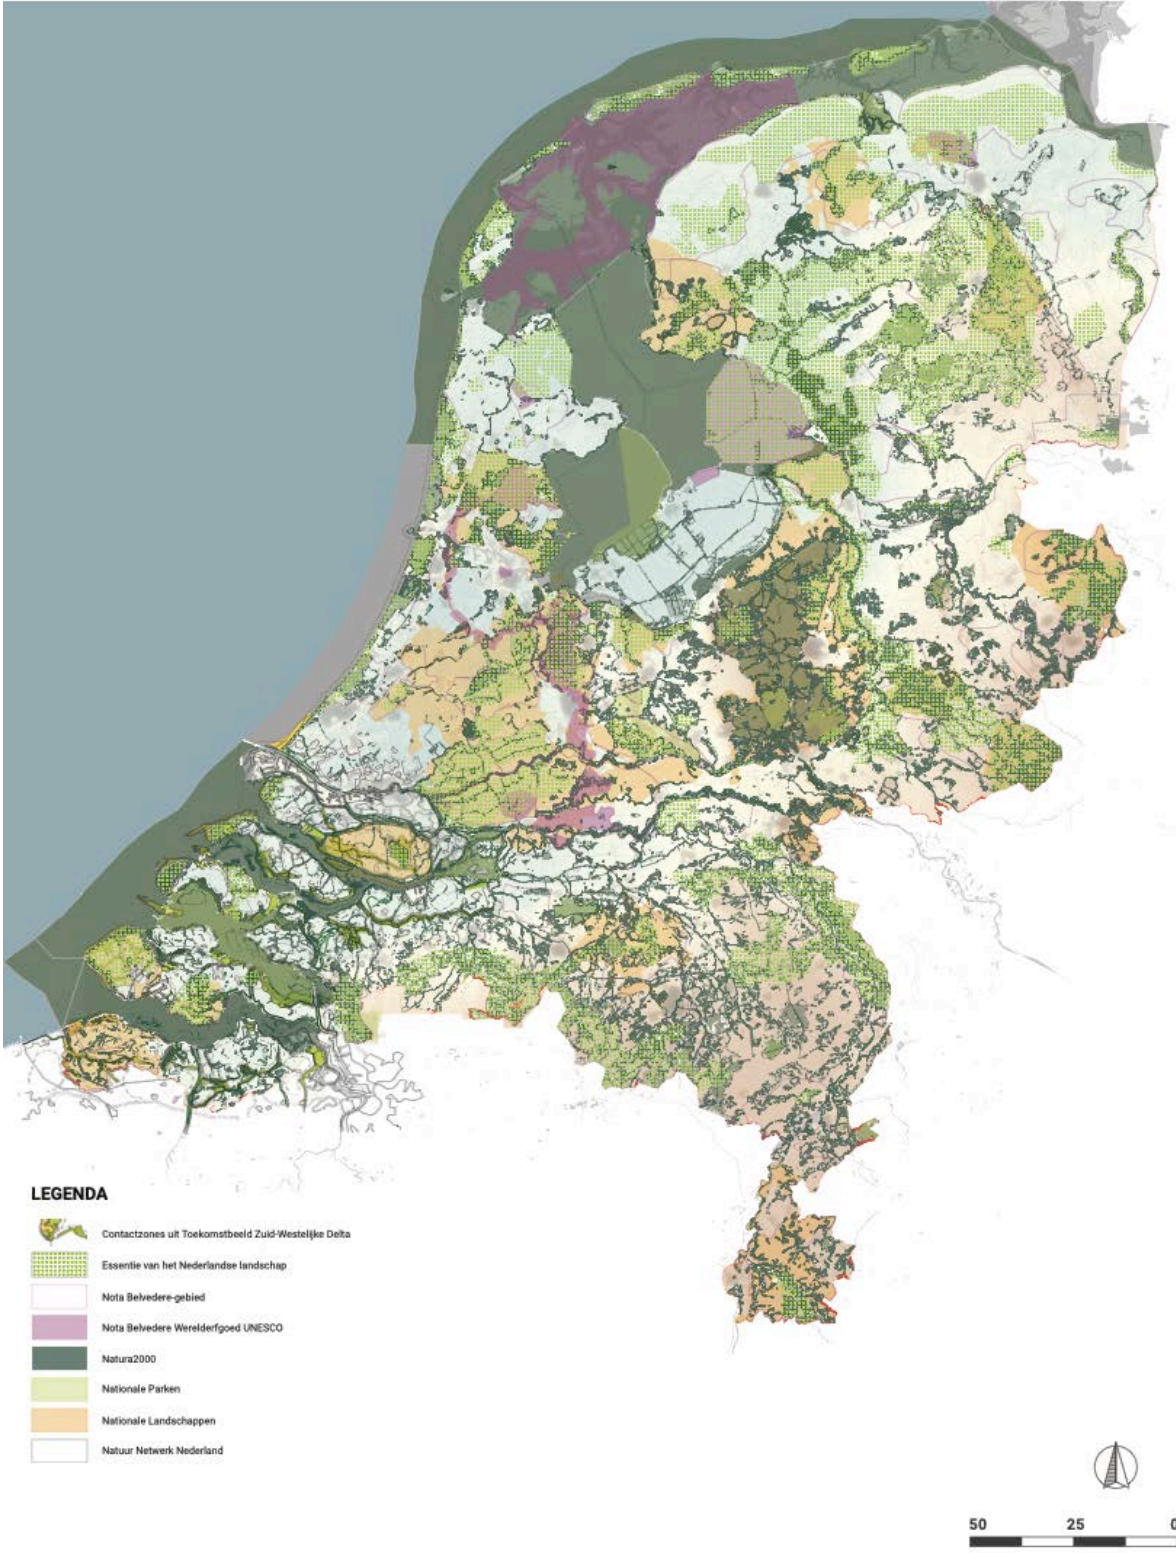 LEGENDA
Contactzones uit Toekomstbeeld Zuid-Westelijke Delta
Essentie van het Nederlandse landschap
Nota Belvedere-gebied
Nota Belvedere Werelderfgoed UNESCO
Natura2000
Nationale Parken
Nationale Landschappen
Natuur Netwerk Nederland
50 25 0